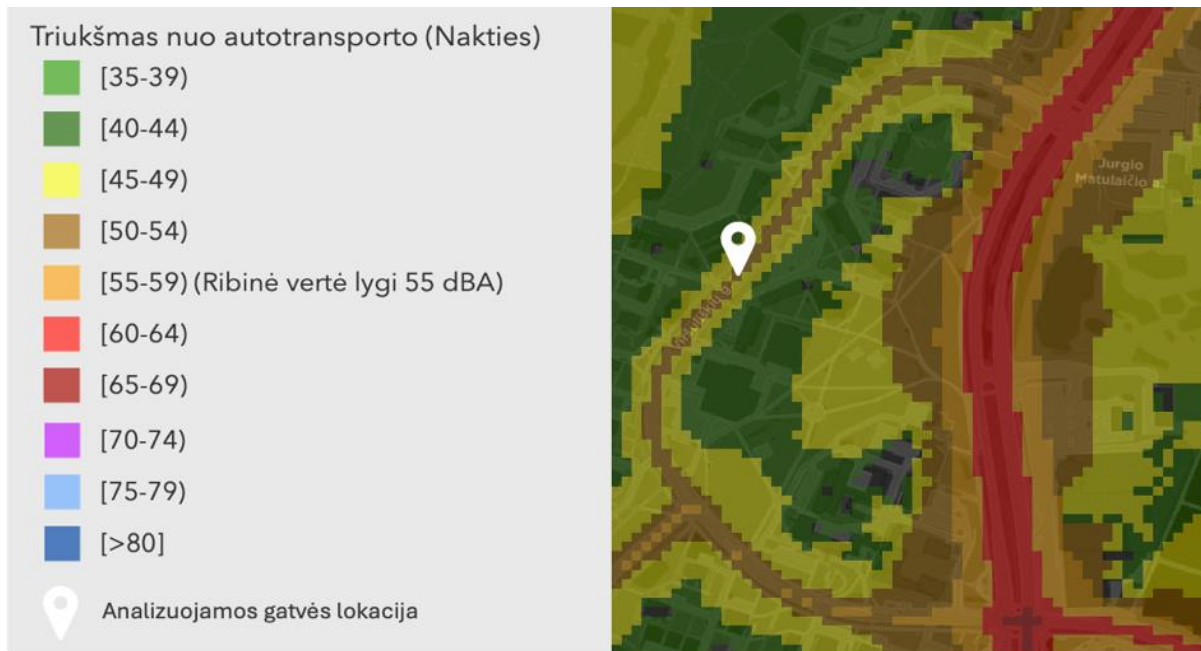 Triukšmas nuo autotransporto (Nakties)
[35-39)
[40-44)
[45-49)
[50-54)
[55-59) (Ribinė vertė lygi 55 dBA)
[60-64)
[65-69)
[70-74)
[75-79)
[>80]
Analizuojamos gatvės lokacija
Jurgio
Matulaičio a.